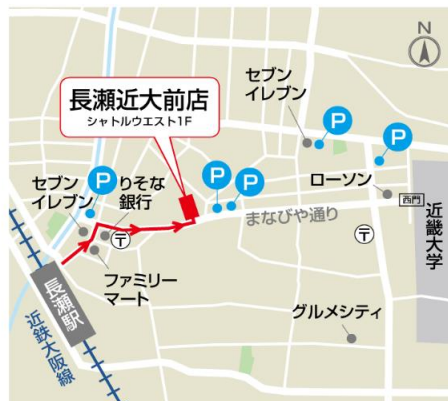 N
セブン
イレブン
P
P
長瀬近大前店
シャトルウエスト1F
セブン
イレブン
P
りそな
銀行
P
P
ローソン
西門
まなびや通り
近畿大学
〒
〒
ファミリー
マート
長瀬駅
近鉄大阪線
グルメシティ